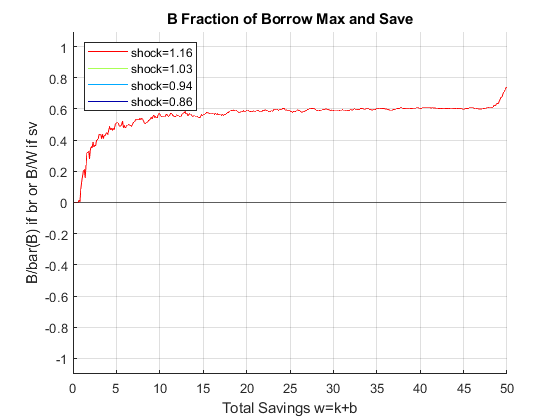 B Fraction of Borrow Max and Save
shock=1.16
shock=1.03
shock=0.94
shock=0.86
B/bar(B) if br or B/W if sv
1
0.8
0.6
0.4
0.2
0
-0.2
-0.4
-0.6
-0.8
-1
0 5 10 15 20 25 30 35 40 45 50
Total Savings w=k+b